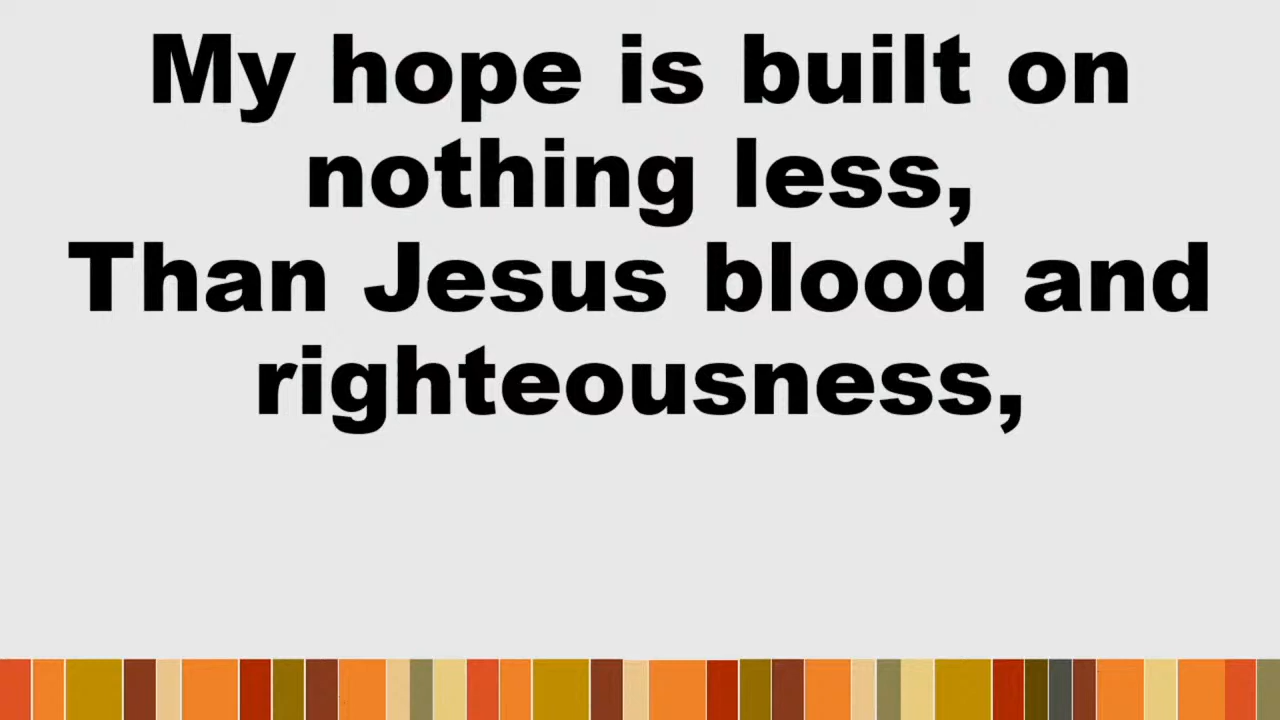 My hope is built on
nothing less,
Than Jesus blood and
righteousness,